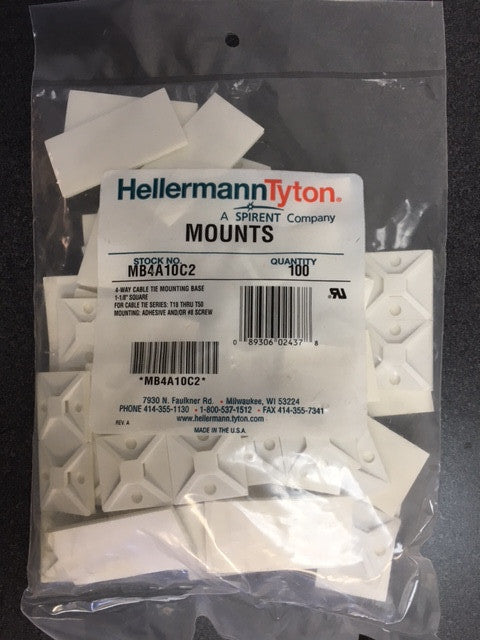 HellermannTyton®
A SPIRENT Company
MOUNTS
STOCK NO. QUANTITY
MB4A10C2 100
4-WAY CABLE TIE MOUNTING BASE
1-1/8" SQUARE
FOR CABLE TIE SERIES: T18 THRU T50
MOUNTING: ADHESIVE AND/OR #8 SCREW
0 89306 02437 8
*MB4A10C2*
7930 N. Faulkner Rd. • Milwaukee, WI 53224
PHONE 414-355-1130 • 1-800-537-1512 • FAX 414-355-7341
www.hellermann.tyton.com
REV. A MADE IN THE U.S.A.